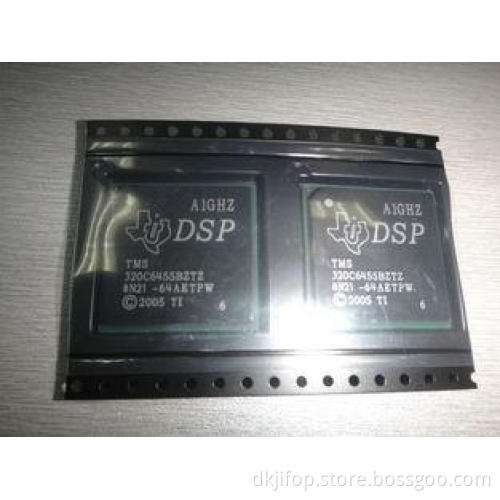 A1GHZ
DSP
TMS
320C6455BZTZ
8N21 -64AETPW
©2005 TI
6
A1GHZ
DSP
TMS
320C6455BZTZ
8N21 -64AETPW
©2005 TI
6
dkjifop.store.bossgoo.com